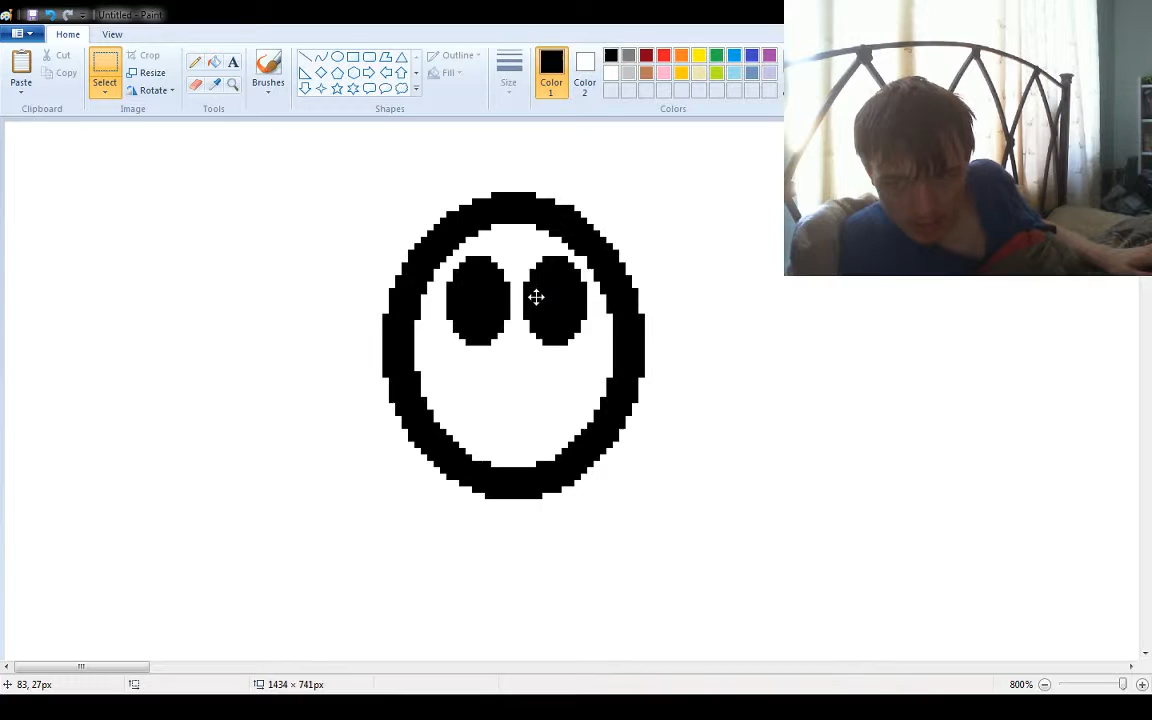 Untitled - Paint
Home View
Paste
Cut
Copy
Clipboard
Select
Crop
Resize
Rotate
Image
A
Tools
Brushes
Shapes
Outline
Fill
Size
Color 1
Color 2
Colors
83, 27px
1434 × 741px
800%